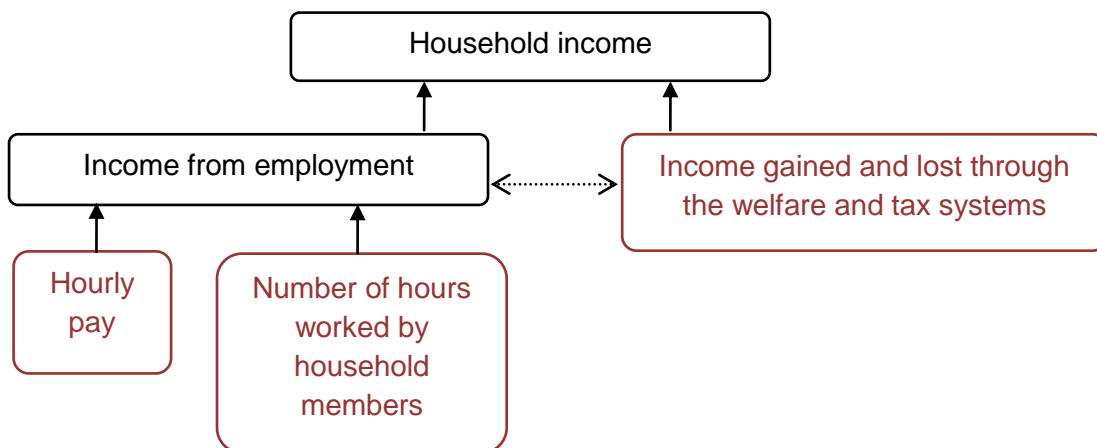 Household income
Income from employment
Income gained and lost through
the welfare and tax systems
Hourly
pay
Number of hours
worked by
household
members